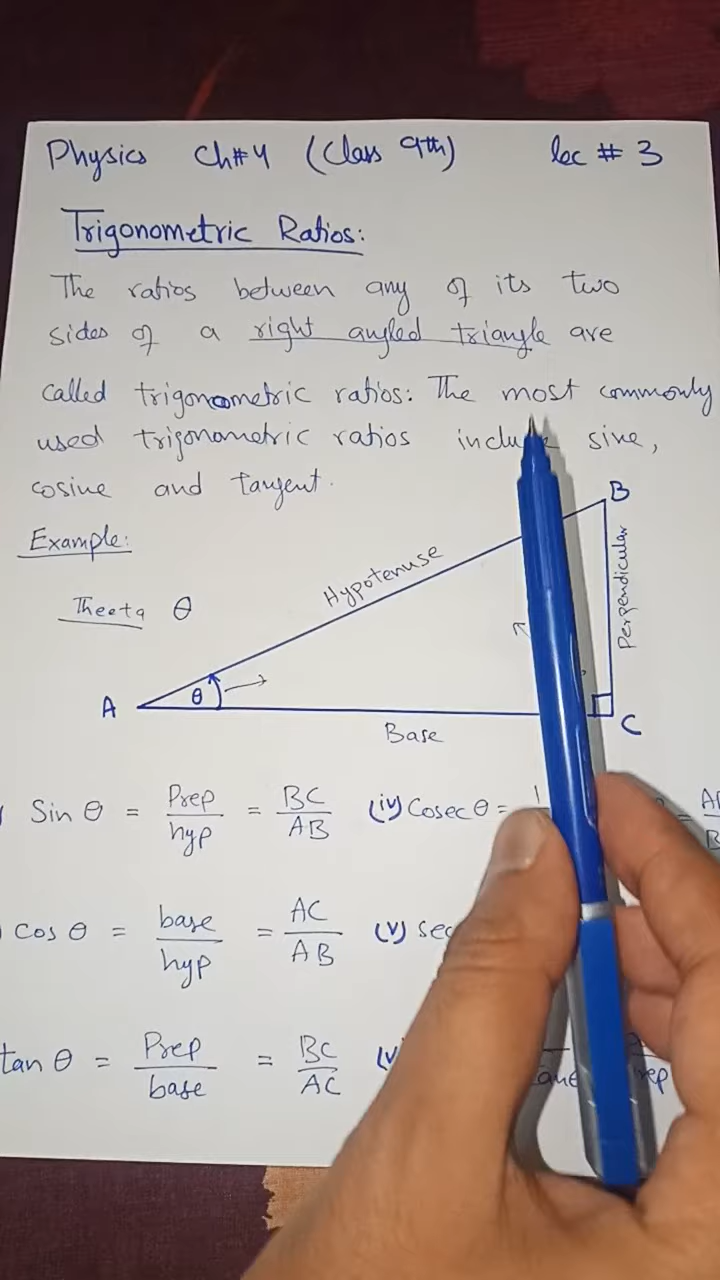 Physics Ch#4 (Class 9th) lec # 3
Trigonometric Ratios:
The ratios between any of its two
sides of a right angled triangle are
called trigonometric ratios: The most commonly
used trigonometric ratios include sine,
cosine and tangent.
Example:
B
Hypotenuse
Perpendicular
Theeta θ
θ
A
C
Base
Sin θ = Prep/hyp = BC/AB (iv) Cosec θ = 1
Cos θ = base/hyp = AC/AB (v) Sec
tan θ = Prep/base = BC/AC